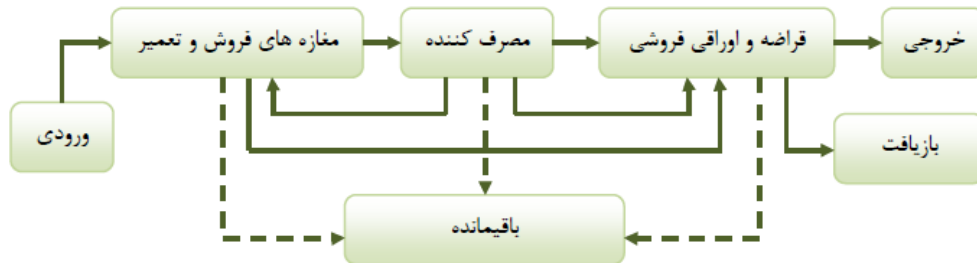 مغازه های فروش و تعمیر
مصرف کننده
قراضه و اوراقی فروشی
خروجی
ورودی
بازیافت
باقیمانده